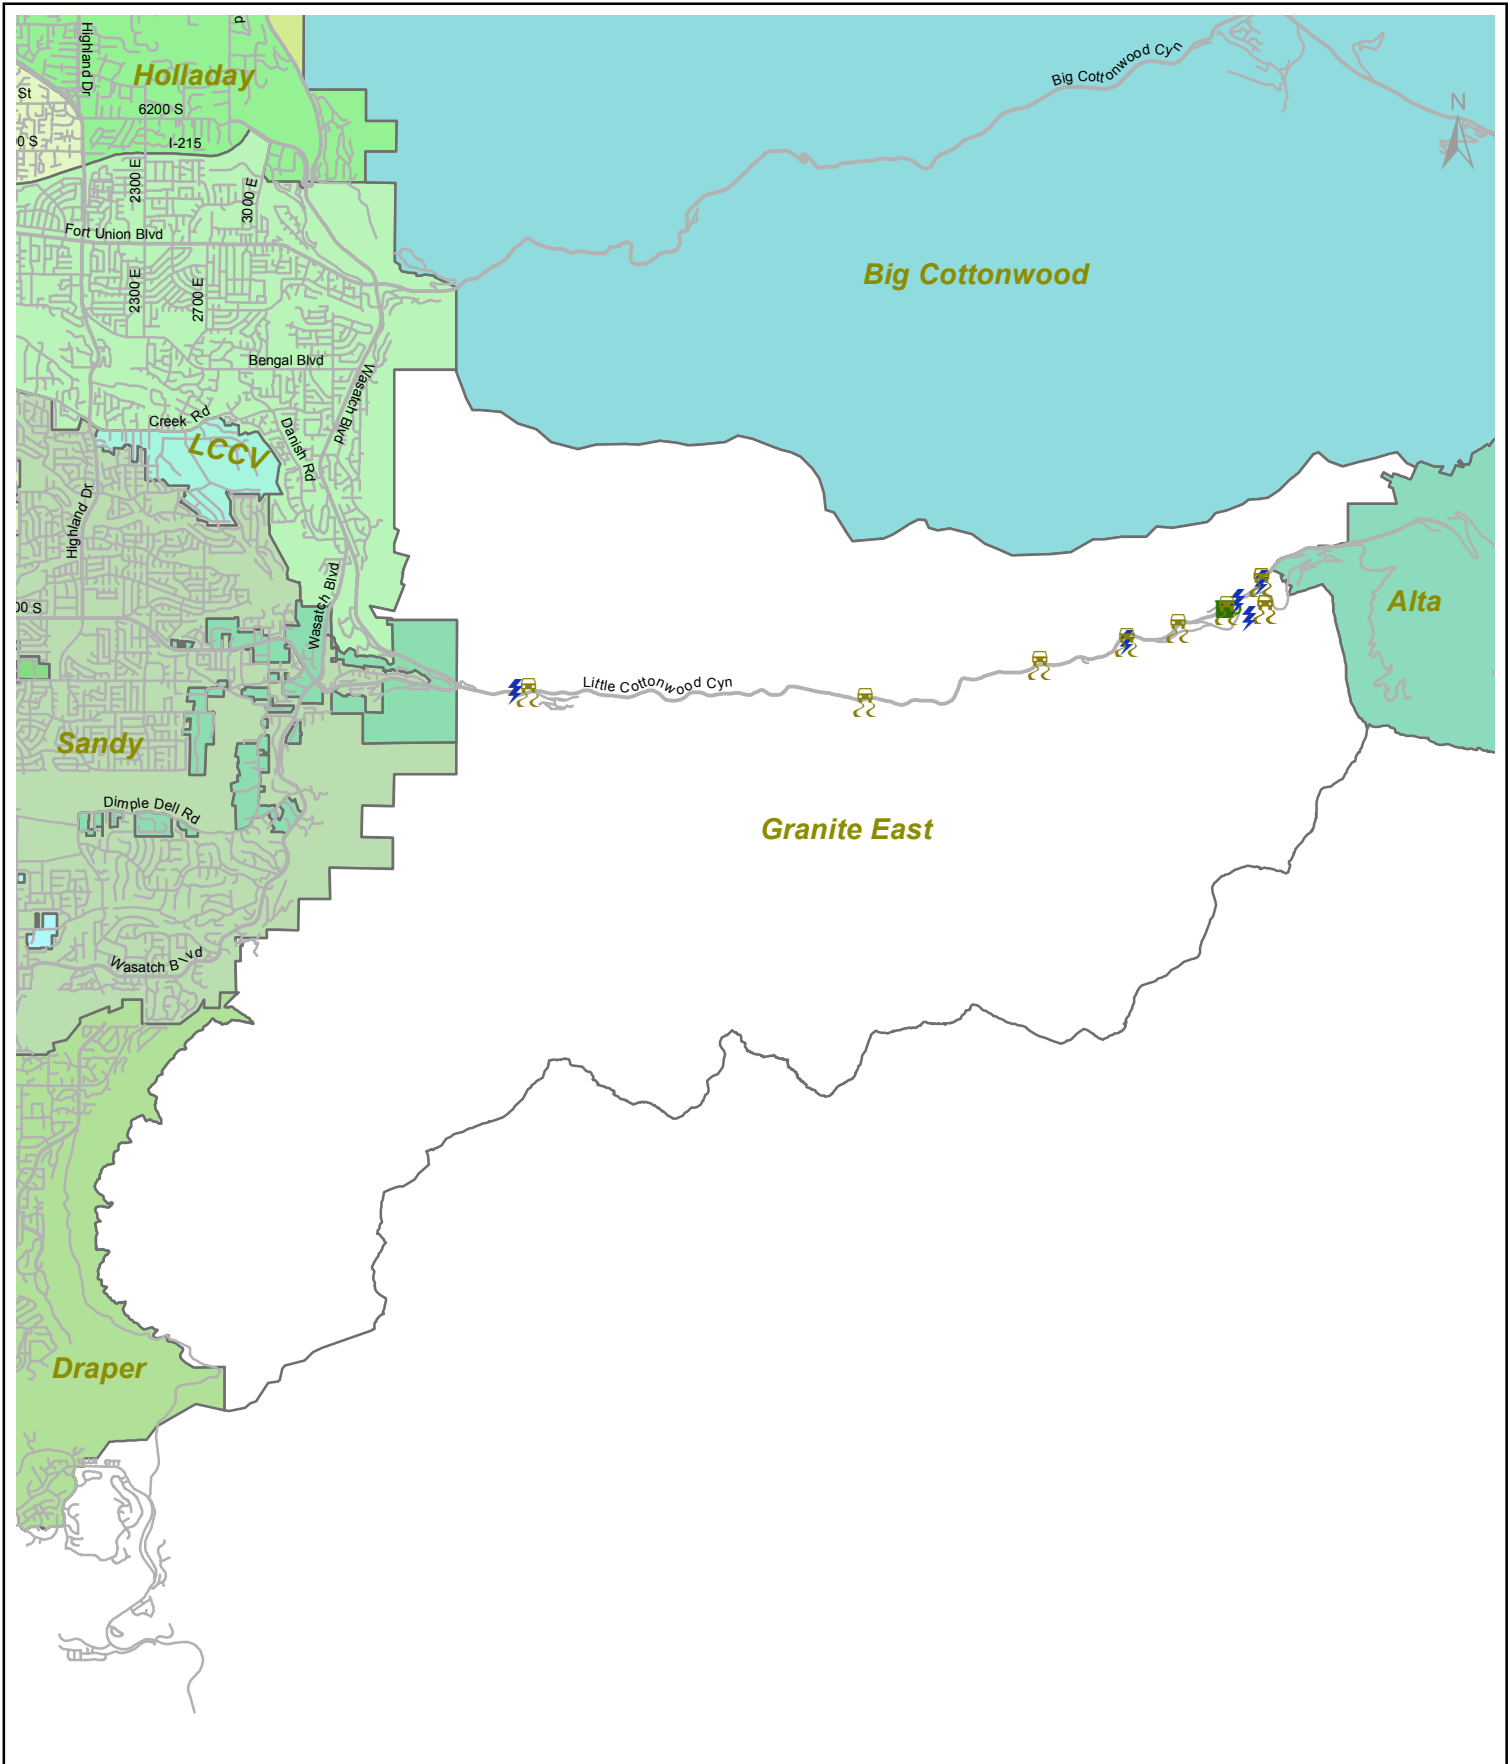 Highland Dr
d
Holladay
St
6200 S
0 S
I-215
2300 E
3000 E
Fort Union Blvd
2300 E
2700 E
Bengal Blvd
Wasatch Blvd
Creek Rd
LCCV
Danish Rd
Highland Dr
Wasatch Blvd
00 S
Sandy
Dimple Dell Rd
Wasatch Blvd
Draper
Big Cottonwood Cyn
N
Big Cottonwood
Alta
Little Cottonwood Cyn
Granite East